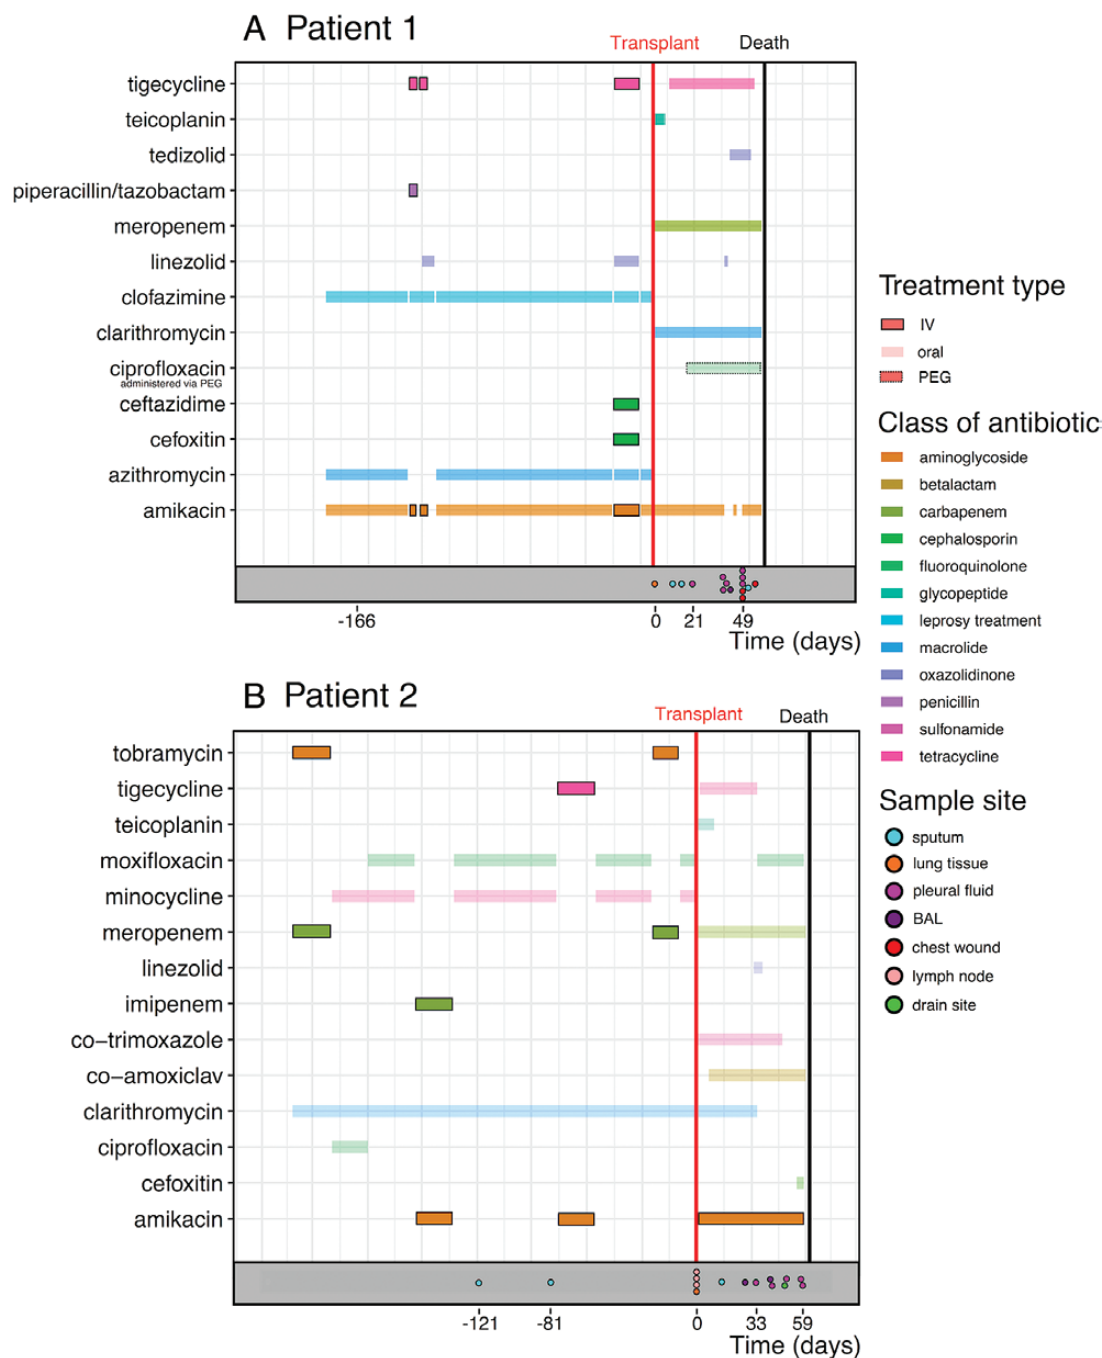 A Patient 1
Transplant Death
tigecycline
teicoplanin
tedizolid
piperacillin/tazobactam
meropenem
linezolid
clofazimine
clarithromycin
ciprofloxacin
administered via PEG
ceftazidime
cefoxitin
azithromycin
amikacin
-166 0 21 49
Time (days)
B Patient 2
Transplant Death
tobramycin
tigecycline
teicoplanin
moxifloxacin
minocycline
meropenem
linezolid
imipenem
co-trimoxazole
co-amoxiclav
clarithromycin
ciprofloxacin
cefoxitin
amikacin
-121 -81 0 33 59
Time (days)
Treatment type
IV
oral
PEG
Class of antibiotic
aminoglycoside
betalactam
carbapenem
cephalosporin
fluoroquinolone
glycopeptide
leprosy treatment
macrolide
oxazolidinone
penicillin
sulfonamide
tetracycline
Sample site
sputum
lung tissue
pleural fluid
BAL
chest wound
lymph node
drain site